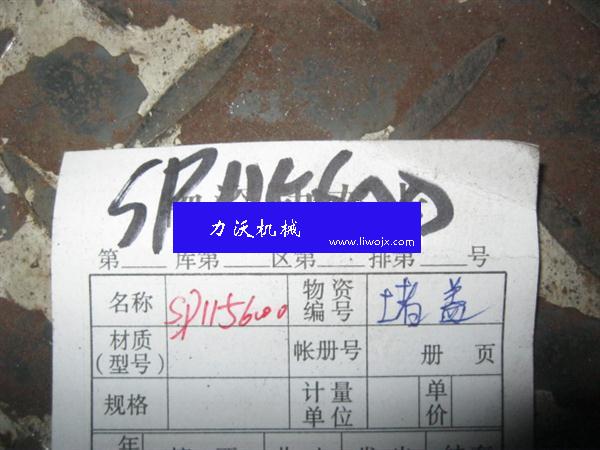 SP115600
力沃机械
www.liwojx.com
第 库第 区第 排第 号
名称 SP115600 物资编号 堵盖
材质(型号) 帐册号 册 页
规格 计量单位 单价
年